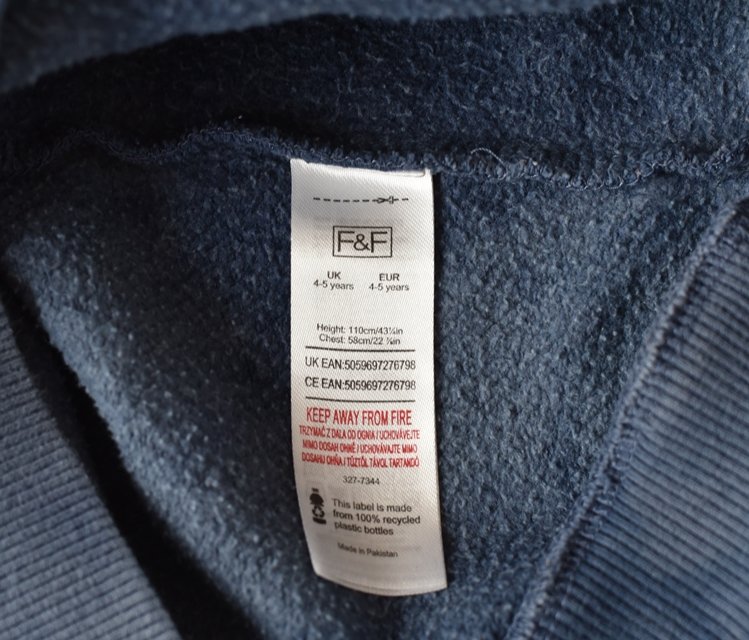 F&F
UK EUR
4-5 years 4-5 years
Height: 110cm/43¼in
Chest: 58cm/22 ⅞in
UK EAN:5059697276798
CE EAN:5059697276798
KEEP AWAY FROM FIRE
TRZYMAĆ Z DALA OD OGNIA / UCHOVÁVEJTE
MIMO DOSAH OHNĚ / UCHOVÁVAJTE MIMO
DOSAHU OHŇA / TŰZTŐL TÁVOL TARTANDÓ
327-7344
This label is made
from 100% recycled
plastic bottles
Made in Pakistan